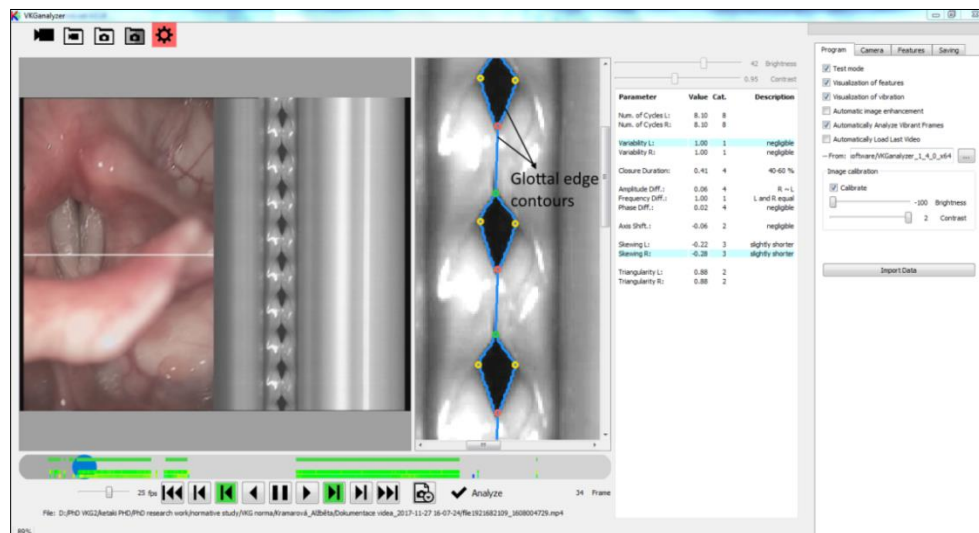 VKGanalyzer
42 Brightness
0.95 Contrast
Parameter Value Cat. Description
Num. of Cycles L: 8.10 8
Num. of Cycles R: 8.10 8
Variability L: 1.00 1 negligible
Variability R: 1.00 1 negligible
Closure Duration: 0.41 4 40-60 %
Amplitude Diff.: 0.06 4 R ~ L
Frequency Diff.: 1.00 1 L and R equal
Phase Diff.: 0.02 4 negligible
Axis Shift.: -0.06 2 negligible
Skewing L: -0.22 3 slightly shorter
Skewing R: -0.28 3 slightly shorter
Triangularity L: 0.88 2
Triangularity R: 0.88 2
Glottal edge
contours
Program Camera Features Saving
Test mode
Visualization of features
Visualization of vibration
Automatic image enhancement
Automatically Analyze Vibrant Frames
Automatically Load Last Video
From: oftware/VKGanalyzer_1_4_0_x64 ...
Image calibration
Calibrate
-100 Brightness
2 Contrast
Import Data
25 fps
Analyze
34 Frame
File: D:/PhD VKG2/ketaki PHD/PhD research work/normative study/VKG norma/Kramarová_Alžběta/Dokumentace videa_2017-11-27 16-07-24/file1921682109_1608004729.mp4
89%